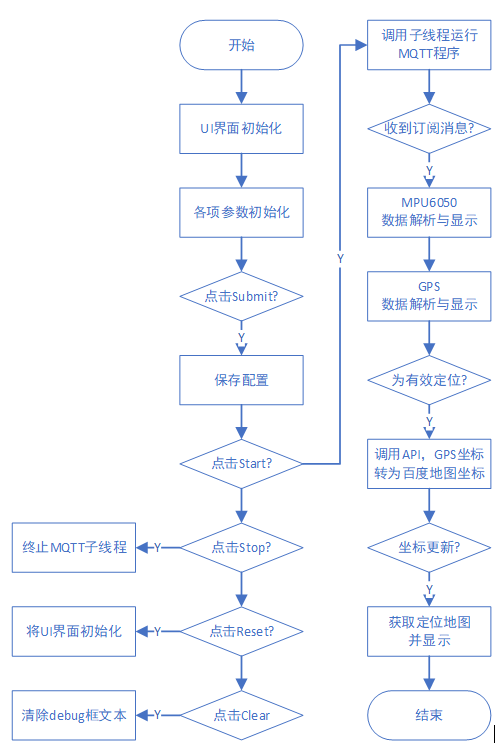 开始
UI界面初始化
各项参数初始化
点击Submit?
Y
保存配置
点击Start?
Y
点击Stop?
Y
终止MQTT子线程
点击Reset?
Y
将UI界面初始化
点击Clear
Y
清除debug框文本
调用子线程运行
MQTT程序
收到订阅消息?
Y
MPU6050
数据解析与显示
GPS
数据解析与显示
为有效定位?
Y
调用API，GPS坐标
转为百度地图坐标
坐标更新?
Y
获取定位地图
并显示
结束